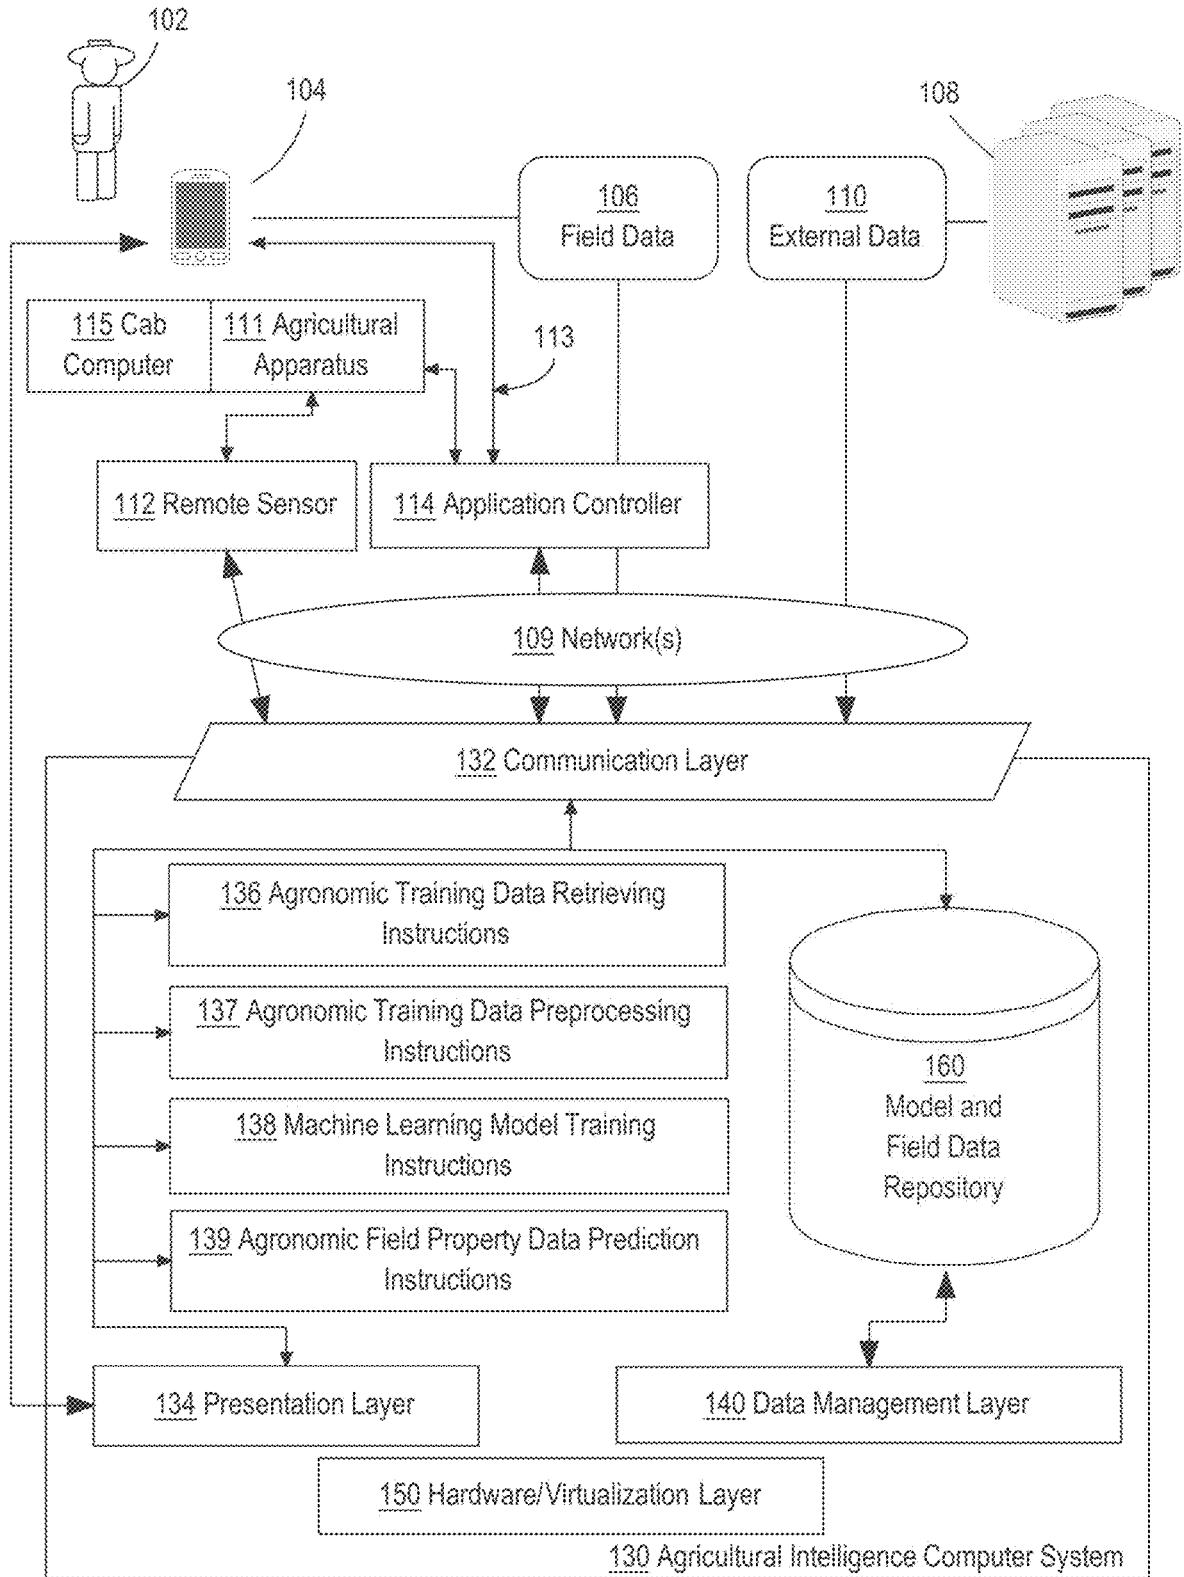 102
104
108
106
Field Data
110
External Data
115 Cab
Computer
111 Agricultural
Apparatus
113
112 Remote Sensor
114 Application Controller
109 Network(s)
132 Communication Layer
136 Agronomic Training Data Retrieving
Instructions
137 Agronomic Training Data Preprocessing
Instructions
138 Machine Learning Model Training
Instructions
139 Agronomic Field Property Data Prediction
Instructions
160
Model and
Field Data
Repository
134 Presentation Layer
140 Data Management Layer
150 Hardware/Virtualization Layer
130 Agricultural Intelligence Computer System